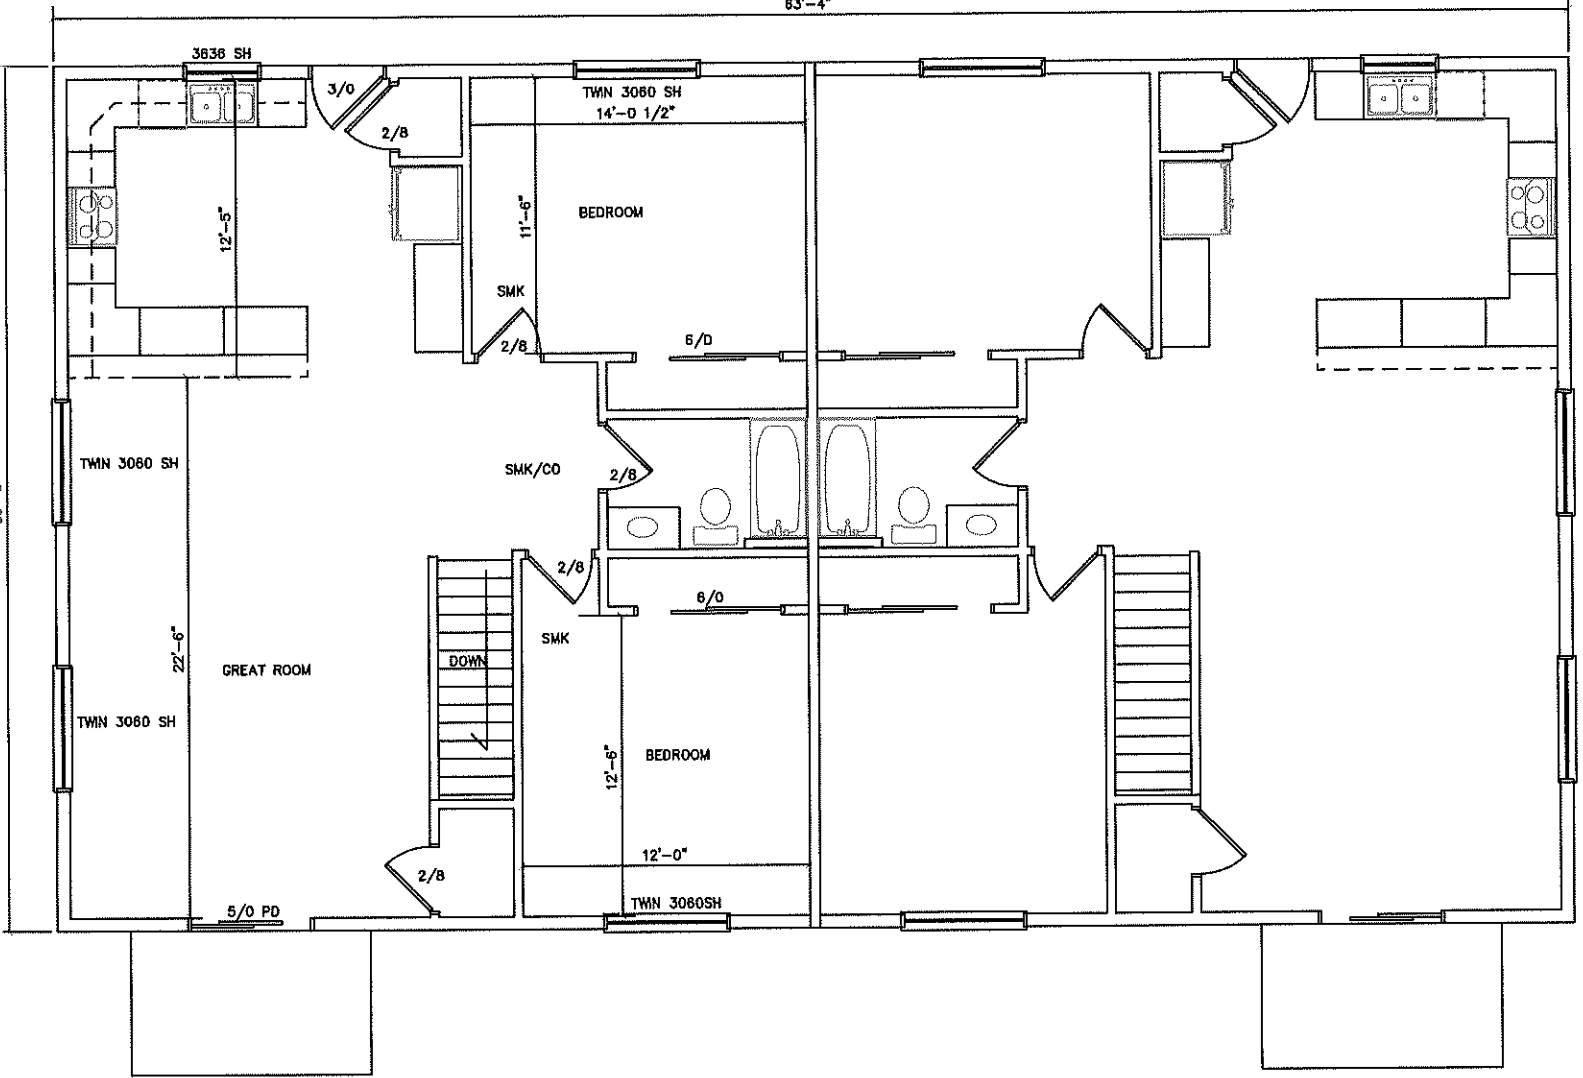 63'-4"
3636 SH
3/0
2/8
TWIN 3060 SH
14'-0 1/2"
12'-5"
11'-6"
BEDROOM
SMK
2/8
6/0
TWIN 3060 SH
SMK/CO
2/8
2/8
6/0
SMK
22'-6"
GREAT ROOM
DOWN
TWIN 3060 SH
12'-6"
BEDROOM
12'-0"
2/8
TWIN 3060SH
5/0 PD